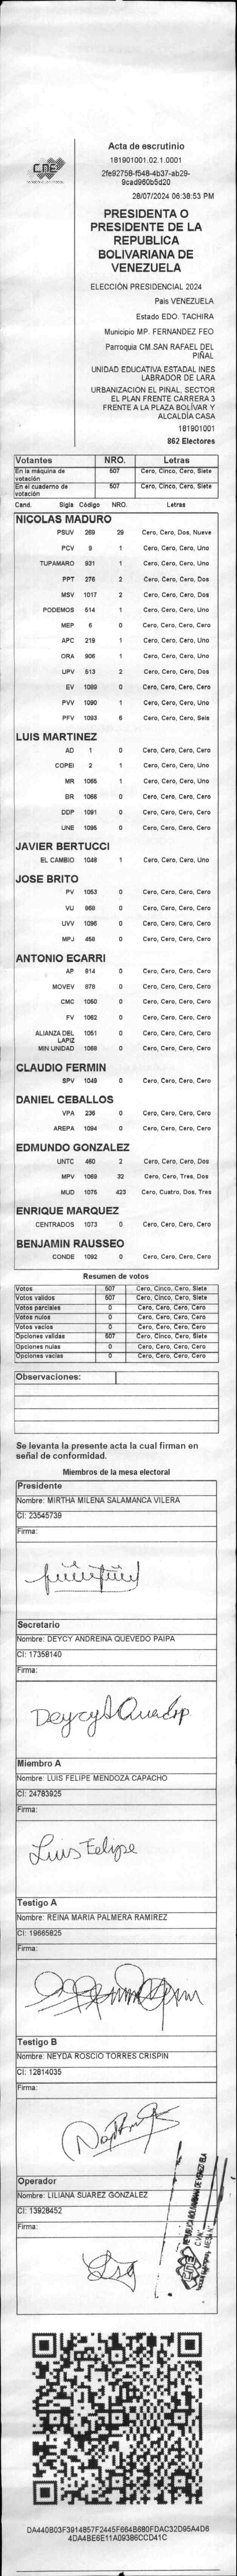 CNE
Acta de escrutinio
181901001.02.1.0001
2fe92758-f548-4b37-ab29-
9cad960b5d20
28/07/2024 06:38:53 PM
PRESIDENTA O
PRESIDENTE DE LA
REPUBLICA
BOLIVARIANA DE
VENEZUELA
ELECCIÓN PRESIDENCIAL 2024
País VENEZUELA
Estado EDO. TACHIRA
Municipio MP. FERNANDEZ FEO
Parroquia CM.SAN RAFAEL DEL
PIÑAL
UNIDAD EDUCATIVA ESTADAL INES
LABRADOR DE LARA
URBANIZACIÓN EL PINAL. SECTOR
EL PLAN FRENTE CARRERA 3
FRENTE A LA PLAZA BOLÍVAR Y
ALCALDÍA CASA
181901001
862 Electores
Votantes NRO. Letras
En la máquina de votación 507 Cero, Cinco, Cero, Siete
En el cuaderno de votación 507 Cero, Cinco, Cero, Siete
Cand. Sigla Código NRO. Letras
NICOLAS MADURO
PSUV 269 29 Cero, Cero, Dos, Nueve
PCV 9 1 Cero, Cero, Cero, Uno
TUPAMARO 931 1 Cero, Cero, Cero, Uno
PPT 276 2 Cero, Cero, Cero, Dos
MSV 1017 2 Cero, Cero, Cero, Dos
PODEMOS 514 1 Cero, Cero, Cero, Uno
MEP 6 0 Cero, Cero, Cero, Cero
APC 219 1 Cero, Cero, Cero, Uno
ORA 906 1 Cero, Cero, Cero, Uno
UPV 513 2 Cero, Cero, Cero, Dos
EV 1089 0 Cero, Cero, Cero, Cero
PVV 1090 1 Cero, Cero, Cero, Uno
PFV 1093 6 Cero, Cero, Cero, Seis
LUIS MARTINEZ
AD 1 0 Cero, Cero, Cero, Cero
COPEI 2 1 Cero, Cero, Cero, Uno
MR 1065 1 Cero, Cero, Cero, Uno
BR 1066 0 Cero, Cero, Cero, Cero
DDP 1091 0 Cero, Cero, Cero, Cero
UNE 1095 0 Cero, Cero, Cero, Cero
JAVIER BERTUCCI
EL CAMBIO 1048 1 Cero, Cero, Cero, Uno
JOSE BRITO
PV 1053 0 Cero, Cero, Cero, Cero
VU 868 0 Cero, Cero, Cero, Cero
UVV 1096 0 Cero, Cero, Cero, Cero
MPJ 458 0 Cero, Cero, Cero, Cero
ANTONIO ECARRI
AP 814 0 Cero, Cero, Cero, Cero
MOVEV 878 0 Cero, Cero, Cero, Cero
CMC 1050 0 Cero, Cero, Cero, Cero
FV 1062 0 Cero, Cero, Cero, Cero
ALIANZA DEL LAPIZ 1051 0 Cero, Cero, Cero, Cero
MIN UNIDAD 1068 0 Cero, Cero, Cero, Cero
CLAUDIO FERMIN
SPV 1049 0 Cero, Cero, Cero, Cero
DANIEL CEBALLOS
VPA 236 0 Cero, Cero, Cero, Cero
AREPA 1094 0 Cero, Cero, Cero, Cero
EDMUNDO GONZALEZ
UNTC 460 2 Cero, Cero, Cero, Dos
MPV 1069 32 Cero, Cero, Tres, Dos
MUD 1075 423 Cero, Cuatro, Dos, Tres
ENRIQUE MARQUEZ
CENTRADOS 1073 0 Cero, Cero, Cero, Cero
BENJAMIN RAUSSEO
CONDE 1092 0 Cero, Cero, Cero, Cero
Resumen de votos
Votos 507 Cero, Cinco, Cero, Siete
Votos validos 507 Cero, Cinco, Cero, Siete
Votos parciales 0 Cero, Cero, Cero, Cero
Votos nulos 0 Cero, Cero, Cero, Cero
Votos vacios 0 Cero, Cero, Cero, Cero
Opciones validas 507 Cero, Cinco, Cero, Siete
Opciones nulas 0 Cero, Cero, Cero, Cero
Opciones vacias 0 Cero, Cero, Cero, Cero
Observaciones:
Se levanta la presente acta la cual firman en
señal de conformidad.
Miembros de la mesa electoral
Presidente
Nombre: MIRTHA MILENA SALAMANCA VILERA
CI: 23545739
Firma:
Secretario
Nombre: DEYCY ANDREINA QUEVEDO PAIPA
CI: 17358140
Firma:
Miembro A
Nombre: LUIS FELIPE MENDOZA CAPACHO
CI: 24783925
Firma:
Luis Felipe
Testigo A
Nombre: REINA MARIA PALMERA RAMIREZ
CI: 19665825
Firma:
Testigo B
Nombre: NEYDA ROSCIO TORRES CRISPIN
CI: 12814035
Firma:
Operador
Nombre: LILIANA SUAREZ GONZALEZ
CI: 13928452
Firma:
REPUBLICA BOLIVARIANA DE VENEZUELA
DA440B03F3914857F2445F664B680FDAC32D95A4D6
4DA4BE6E11A09386CCD41C